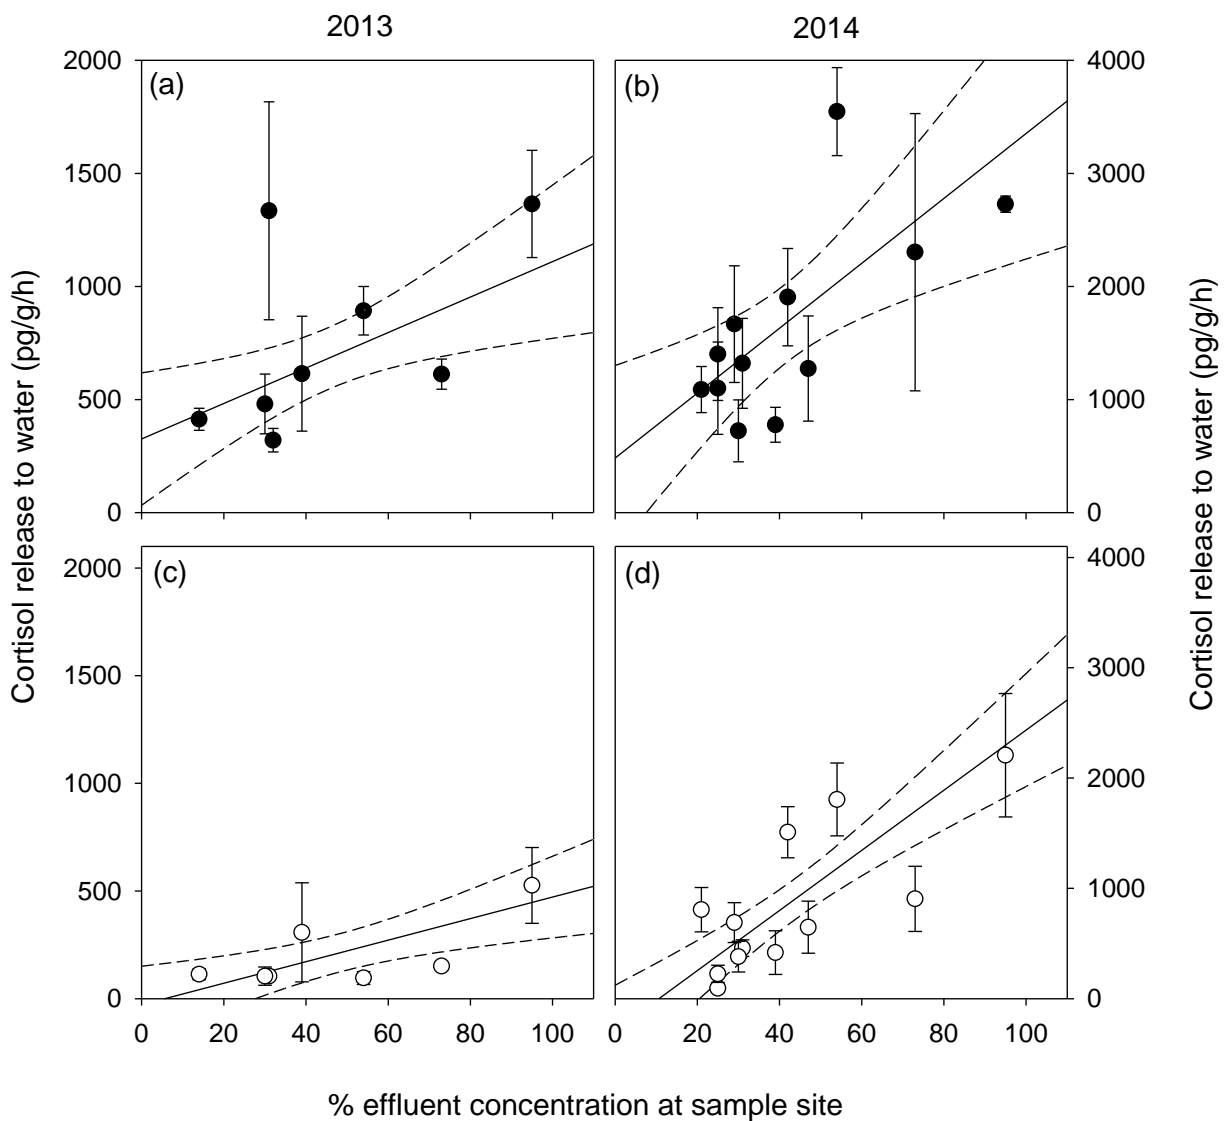 2013
2014
2000
1500
1000
500
0
(a)
(b)
4000
3000
2000
1000
0
Cortisol release to water (pg/g/h)
Cortisol release to water (pg/g/h)
2000
1500
1000
500
0
(c)
(d)
4000
3000
2000
1000
0
0 20 40 60 80 100
0 20 40 60 80 100
% effluent concentration at sample site